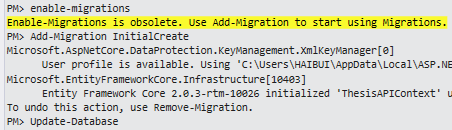 PM> enable-migrations
Enable-Migrations is obsolete. Use Add-Migration to start using Migrations.
PM> Add-Migration InitialCreate
Microsoft.AspNetCore.DataProtection.KeyManagement.XmlKeyManager[0]
User profile is available. Using 'C:\Users\HAIBUI\AppData\Local\ASP.NE
Microsoft.EntityFrameworkCore.Infrastructure[10403]
Entity Framework Core 2.0.3-rtm-10026 initialized 'ThesisAPIContext' u
To undo this action, use Remove-Migration.
PM> Update-Database